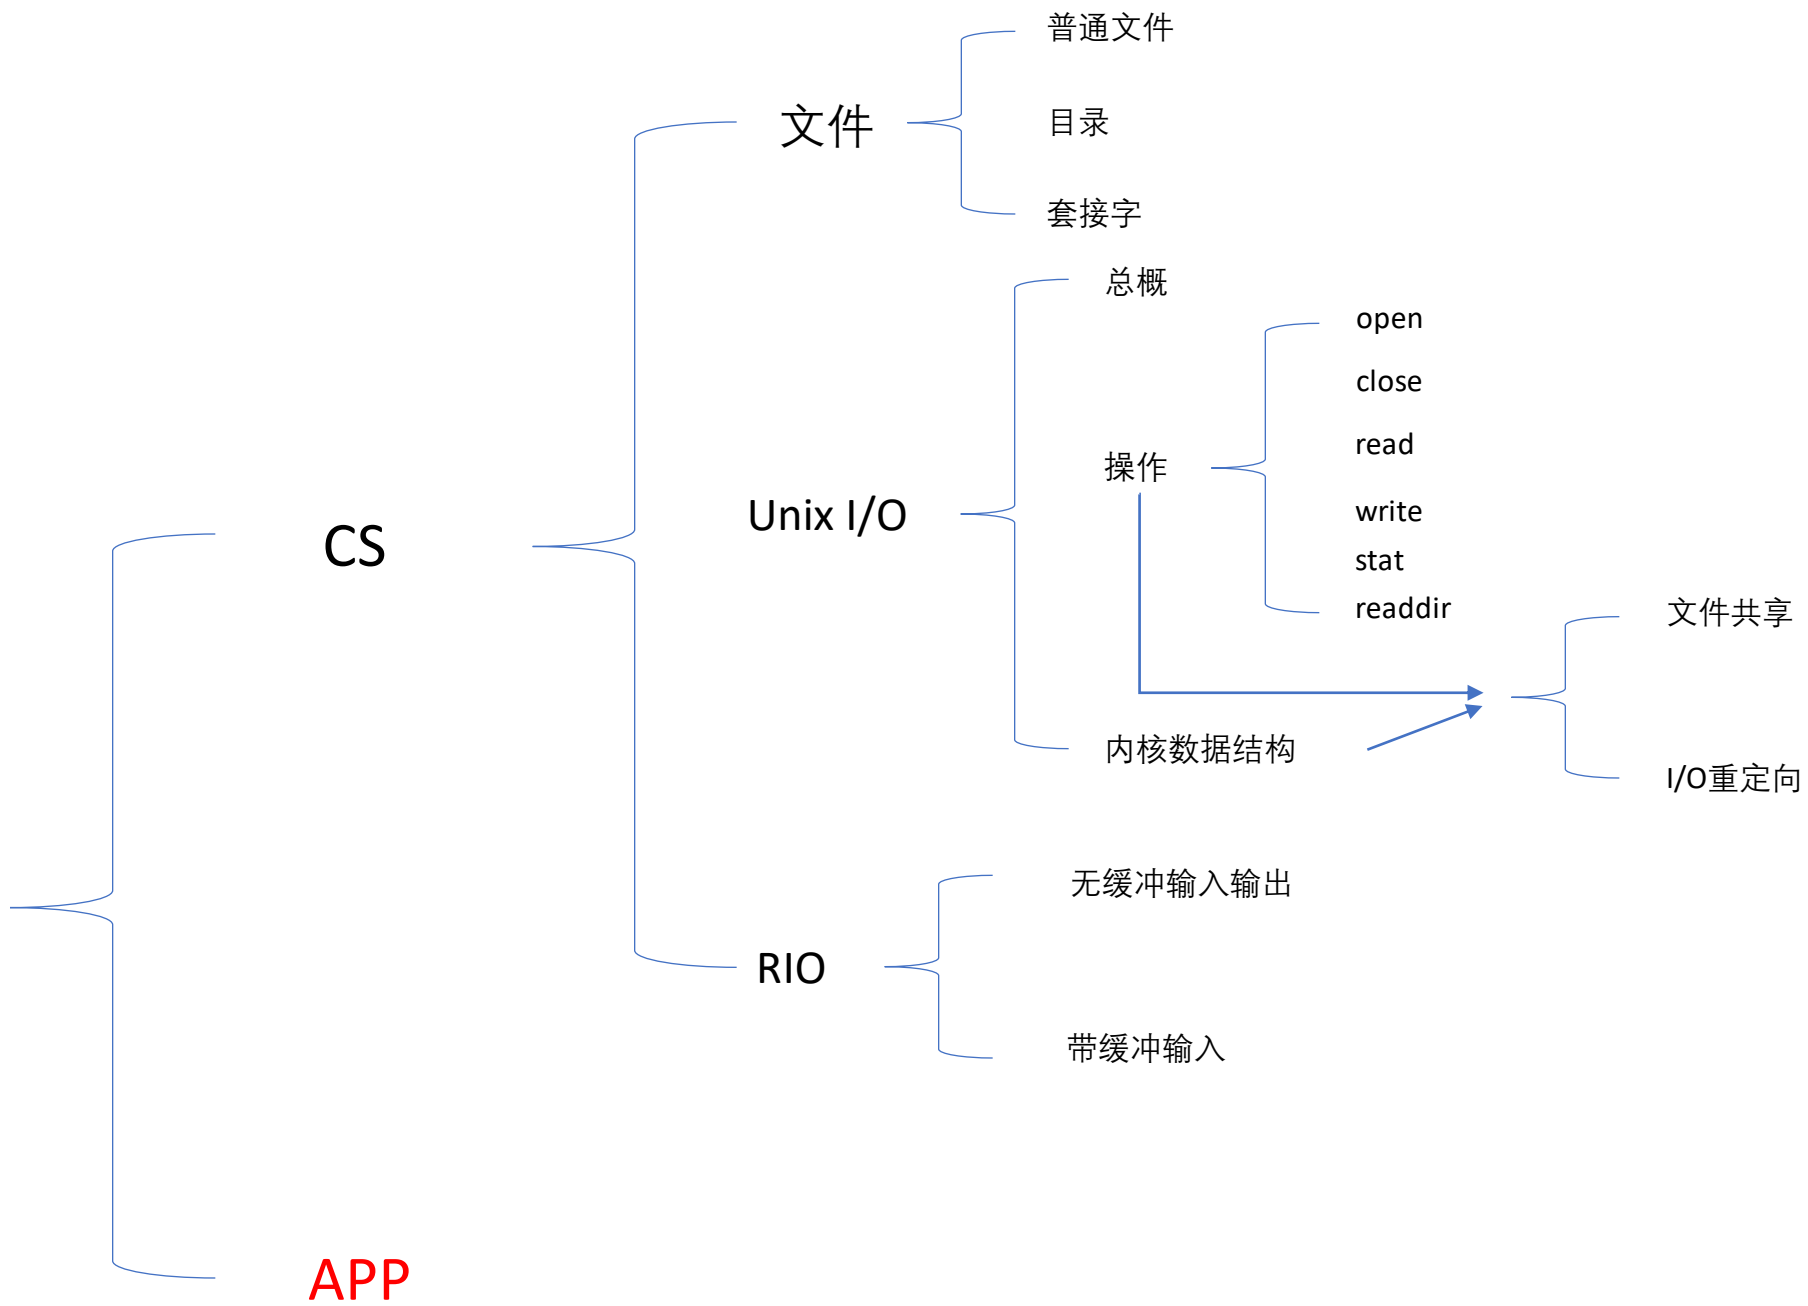 普通文件
文件
目录
套接字
总概
open
close
read
操作
write
Unix I/O
CS
stat
readdir
文件共享
内核数据结构
I/O重定向
无缓冲输入输出
RIO
带缓冲输入
APP